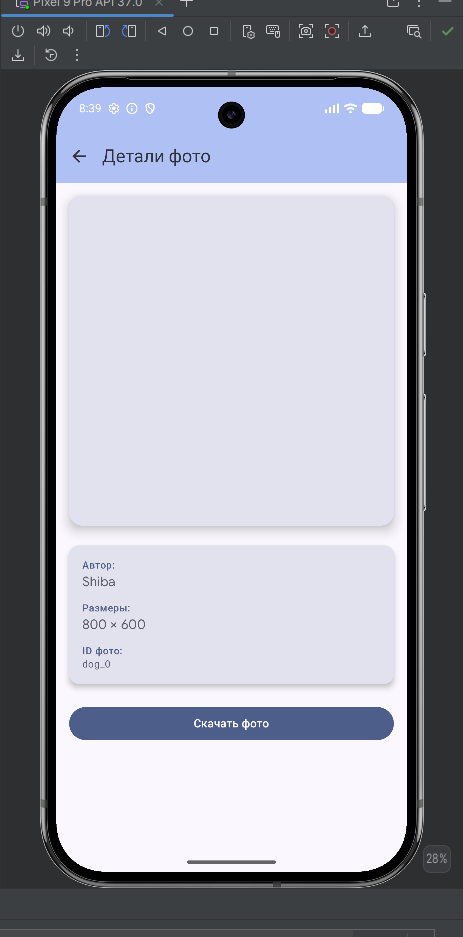 Pixel 9 Pro API 37.0
8:39
Детали фото
Автор:
Shiba
Размеры:
800 × 600
ID фото:
dog_0
Скачать фото
28%